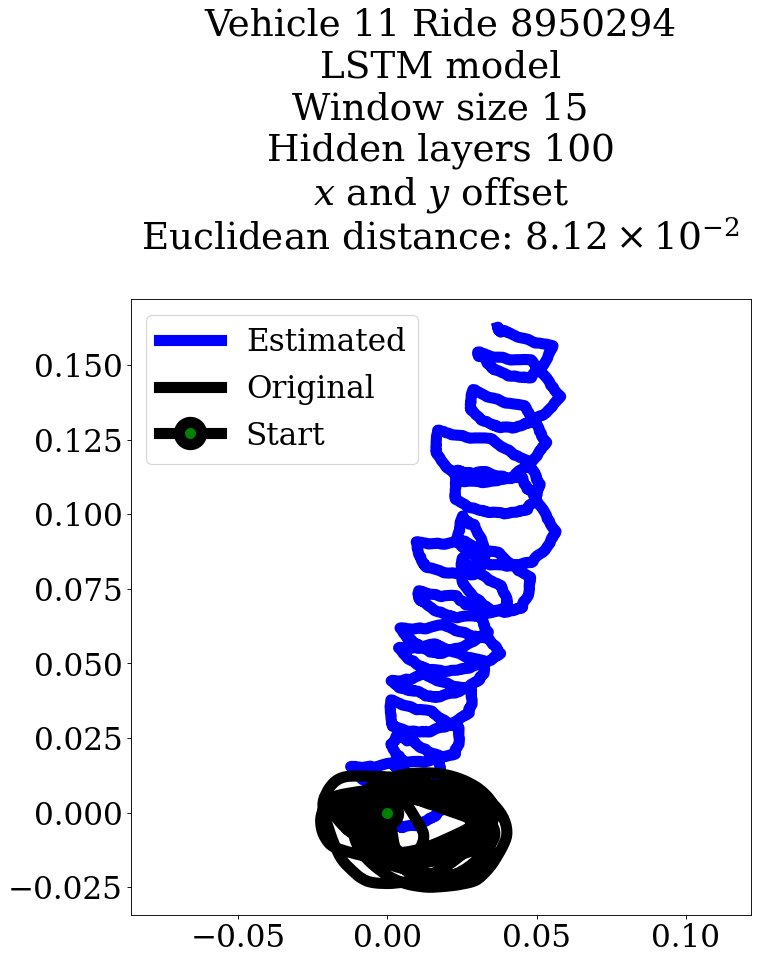 Vehicle 11 Ride 8950294
LSTM model
Window size 15
Hidden layers 100
x and y offset
Euclidean distance: 8.12 × 10⁻²
Estimated
Original
Start
0.150
0.125
0.100
0.075
0.050
0.025
0.000
−0.025
−0.05 0.00 0.05 0.10